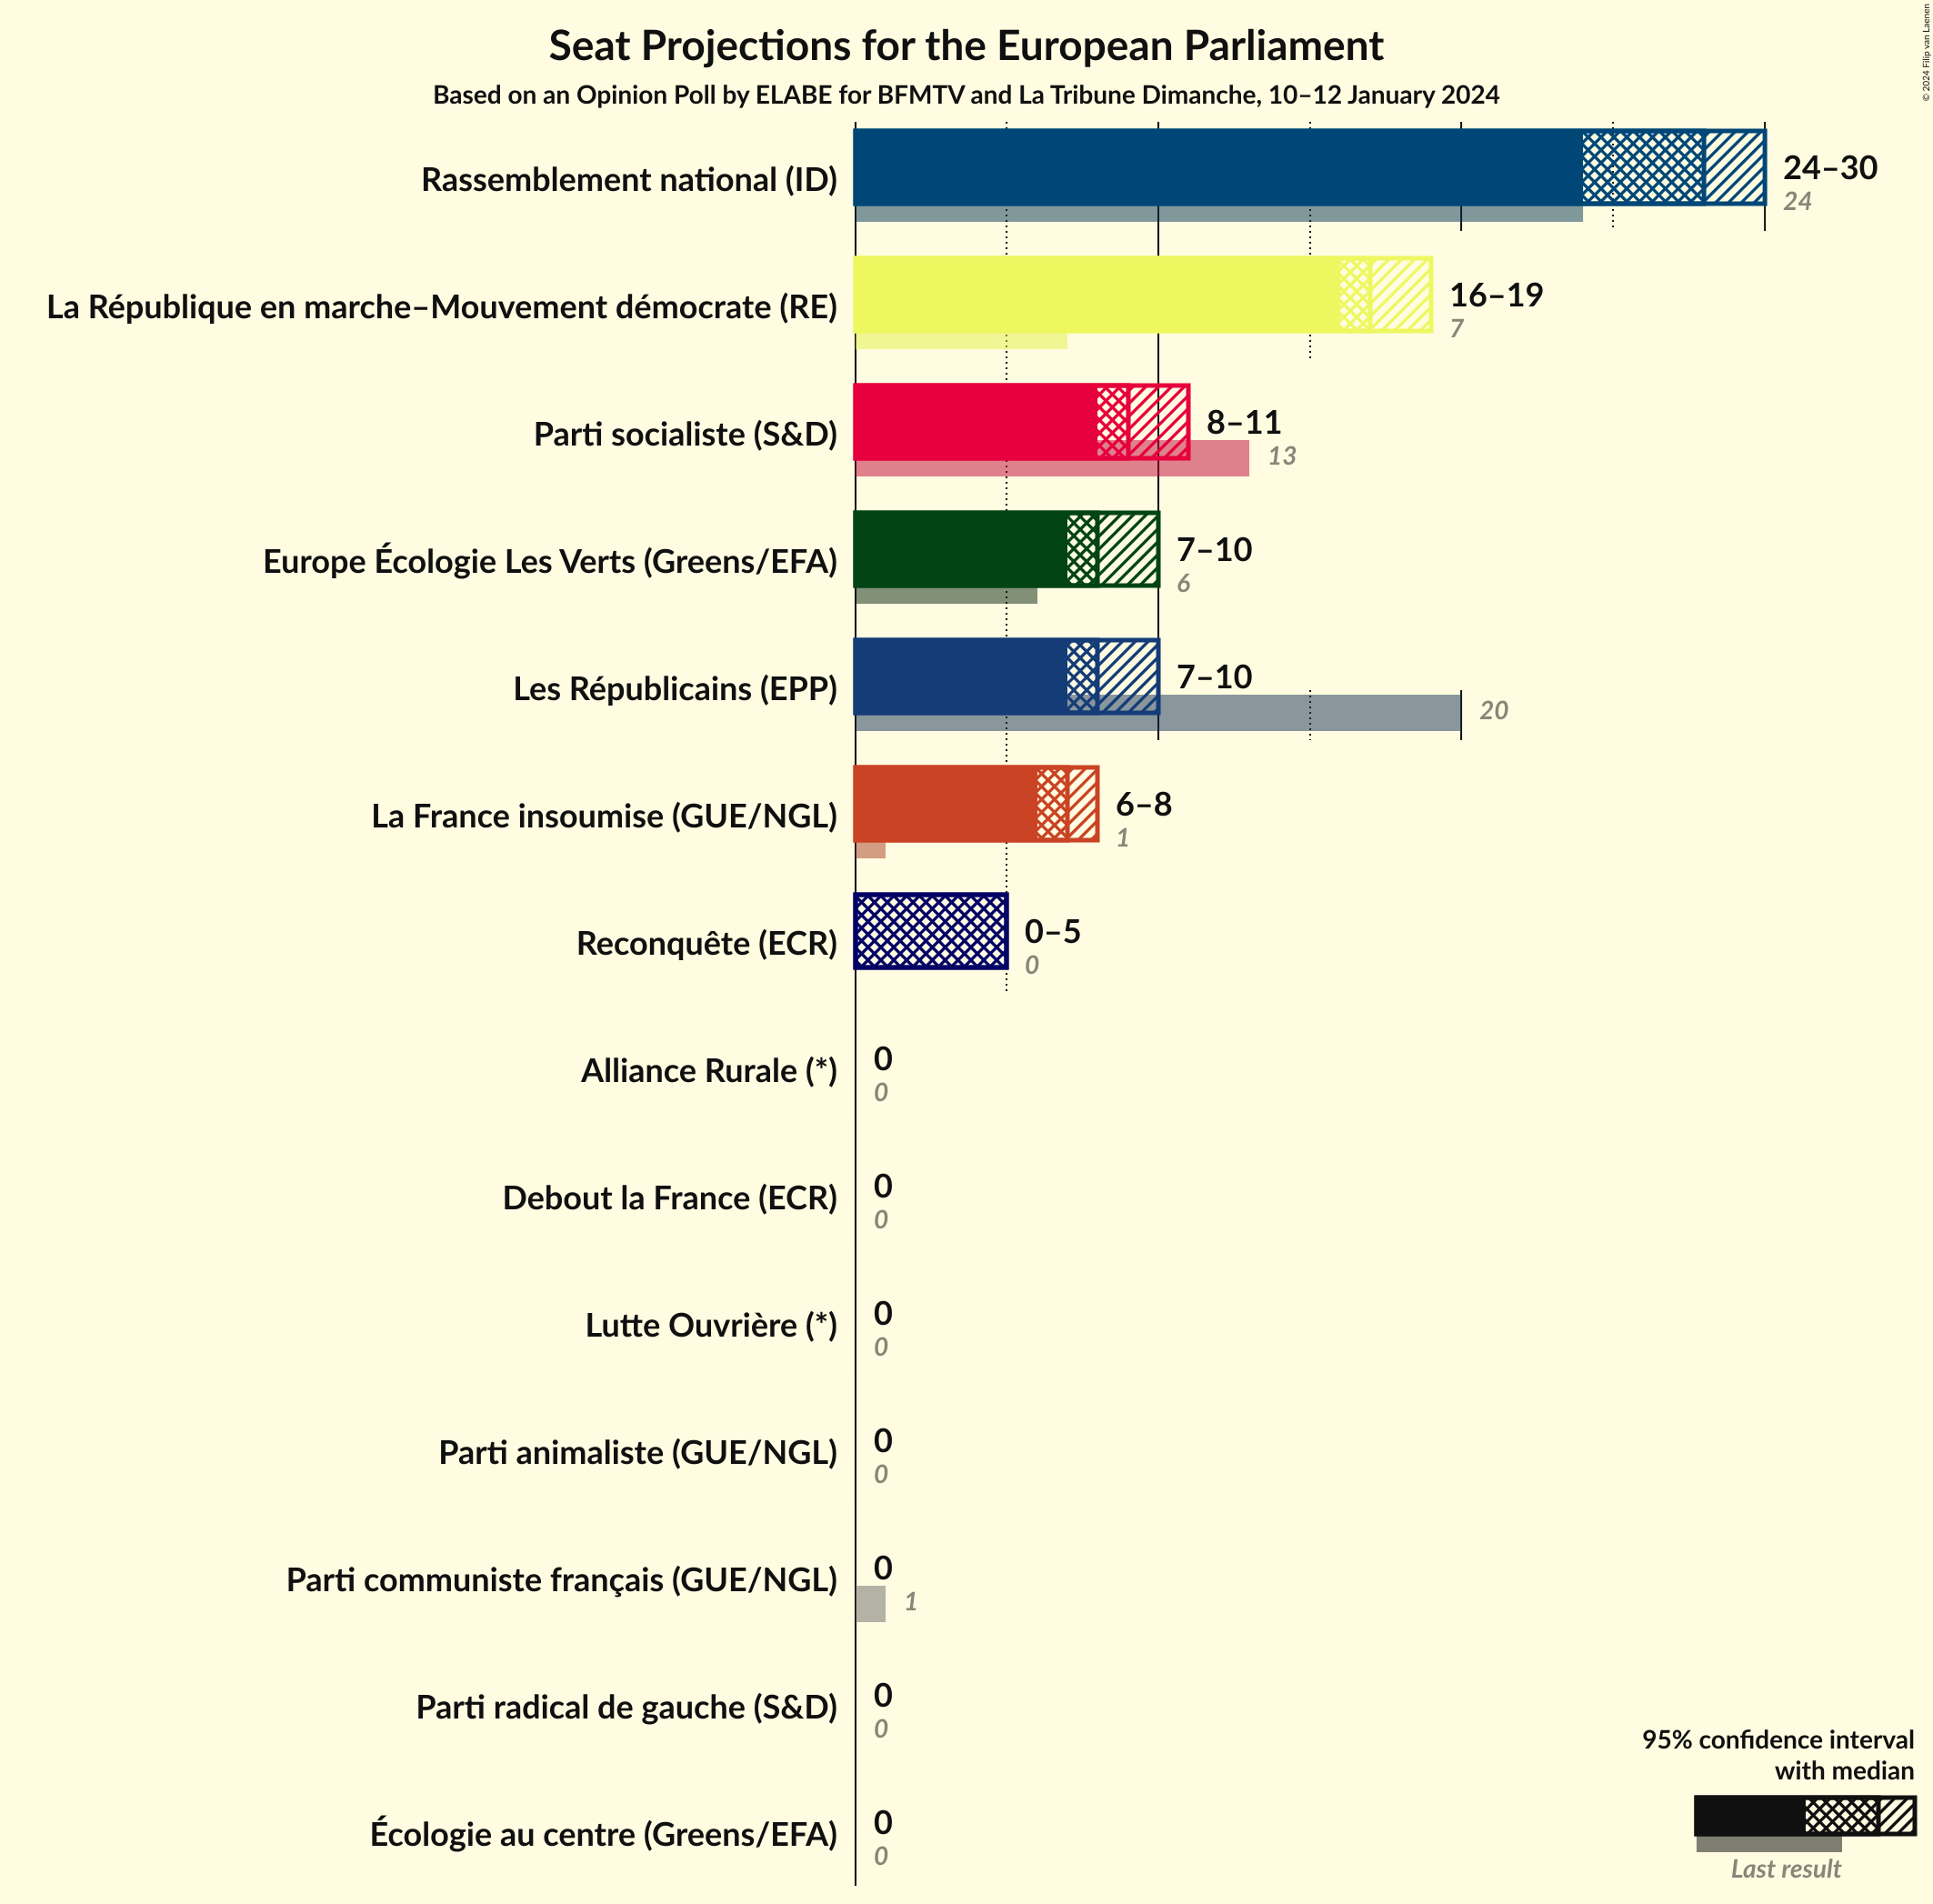 Seat Projections for the European Parliament
Based on an Opinion Poll by ELABE for BFMTV and La Tribune Dimanche, 10–12 January 2024
© 2024 Filip van Laenen
Rassemblement national (ID)
24–30
24
La République en marche–Mouvement démocrate (RE)
16–19
7
Parti socialiste (S&D)
8–11
13
Europe Écologie Les Verts (Greens/EFA)
7–10
6
Les Républicains (EPP)
7–10
20
La France insoumise (GUE/NGL)
6–8
1
Reconquête (ECR)
0–5
0
Alliance Rurale (*)
0
0
Debout la France (ECR)
0
0
Lutte Ouvrière (*)
0
0
Parti animaliste (GUE/NGL)
0
0
Parti communiste français (GUE/NGL)
0
1
Parti radical de gauche (S&D)
0
0
Écologie au centre (Greens/EFA)
0
0
95% confidence interval
with median
Last result